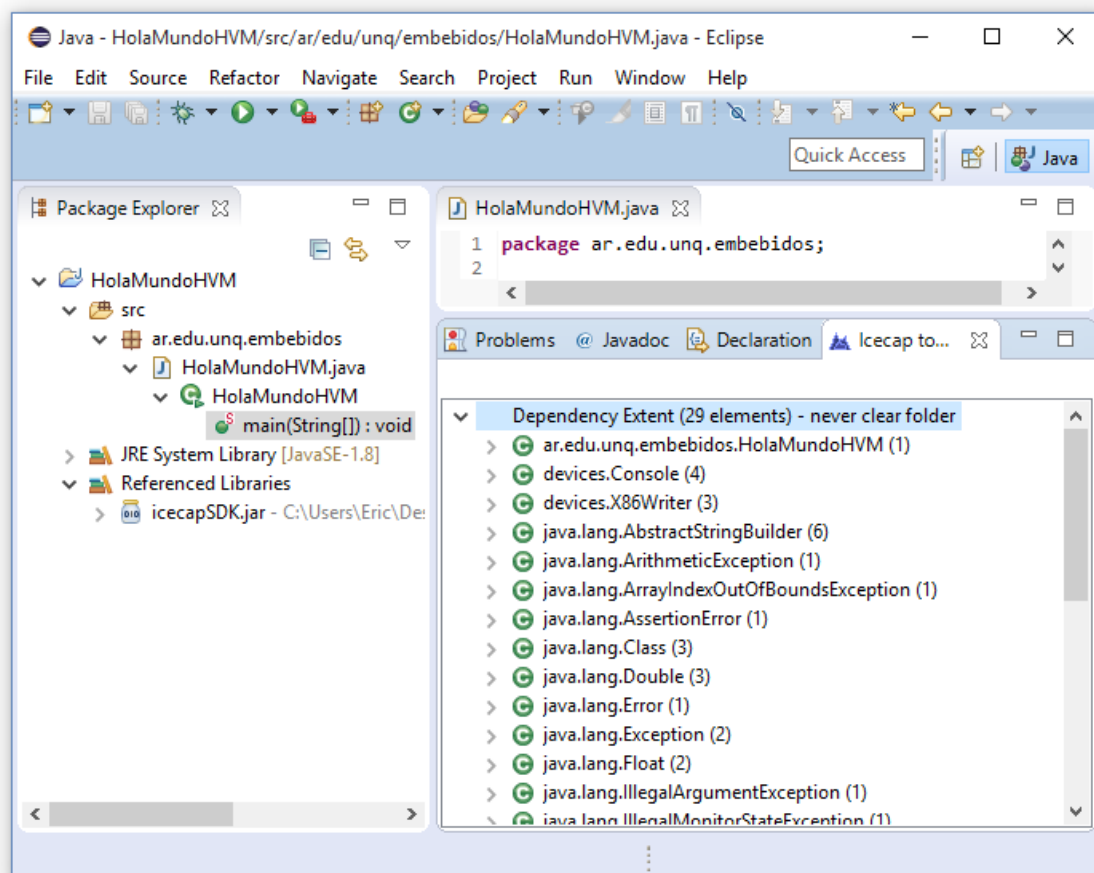 Java - HolaMundoHVM/src/ar/edu/unq/embebidos/HolaMundoHVM.java - Eclipse
File Edit Source Refactor Navigate Search Project Run Window Help
Quick Access
Java
Package Explorer
HolaMundoHVM
src
ar.edu.unq.embebidos
HolaMundoHVM.java
HolaMundoHVM
main(String[]) : void
JRE System Library [JavaSE-1.8]
Referenced Libraries
icecapSDK.jar - C:\Users\Eric\De
HolaMundoHVM.java
1 package ar.edu.unq.embebidos;
2
Problems @ Javadoc Declaration Icecap to...
Dependency Extent (29 elements) - never clear folder
ar.edu.unq.embebidos.HolaMundoHVM (1)
devices.Console (4)
devices.X86Writer (3)
java.lang.AbstractStringBuilder (6)
java.lang.ArithmeticException (1)
java.lang.ArrayIndexOutOfBoundsException (1)
java.lang.AssertionError (1)
java.lang.Class (3)
java.lang.Double (3)
java.lang.Error (1)
java.lang.Exception (2)
java.lang.Float (2)
java.lang.IllegalArgumentException (1)
java.lang.IllegalMonitorStateException (1)